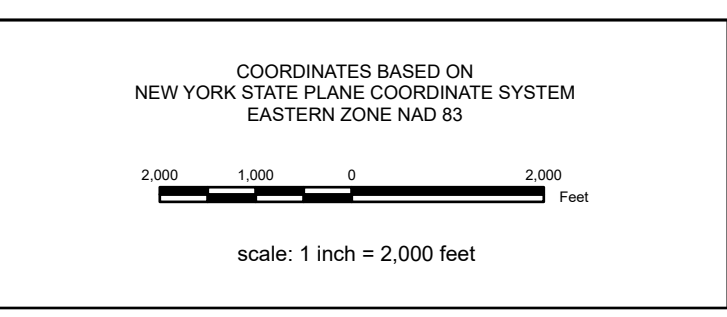 COORDINATES BASED ON
NEW YORK STATE PLANE COORDINATE SYSTEM
EASTERN ZONE NAD 83
2,000 1,000 0 2,000
Feet
scale: 1 inch = 2,000 feet